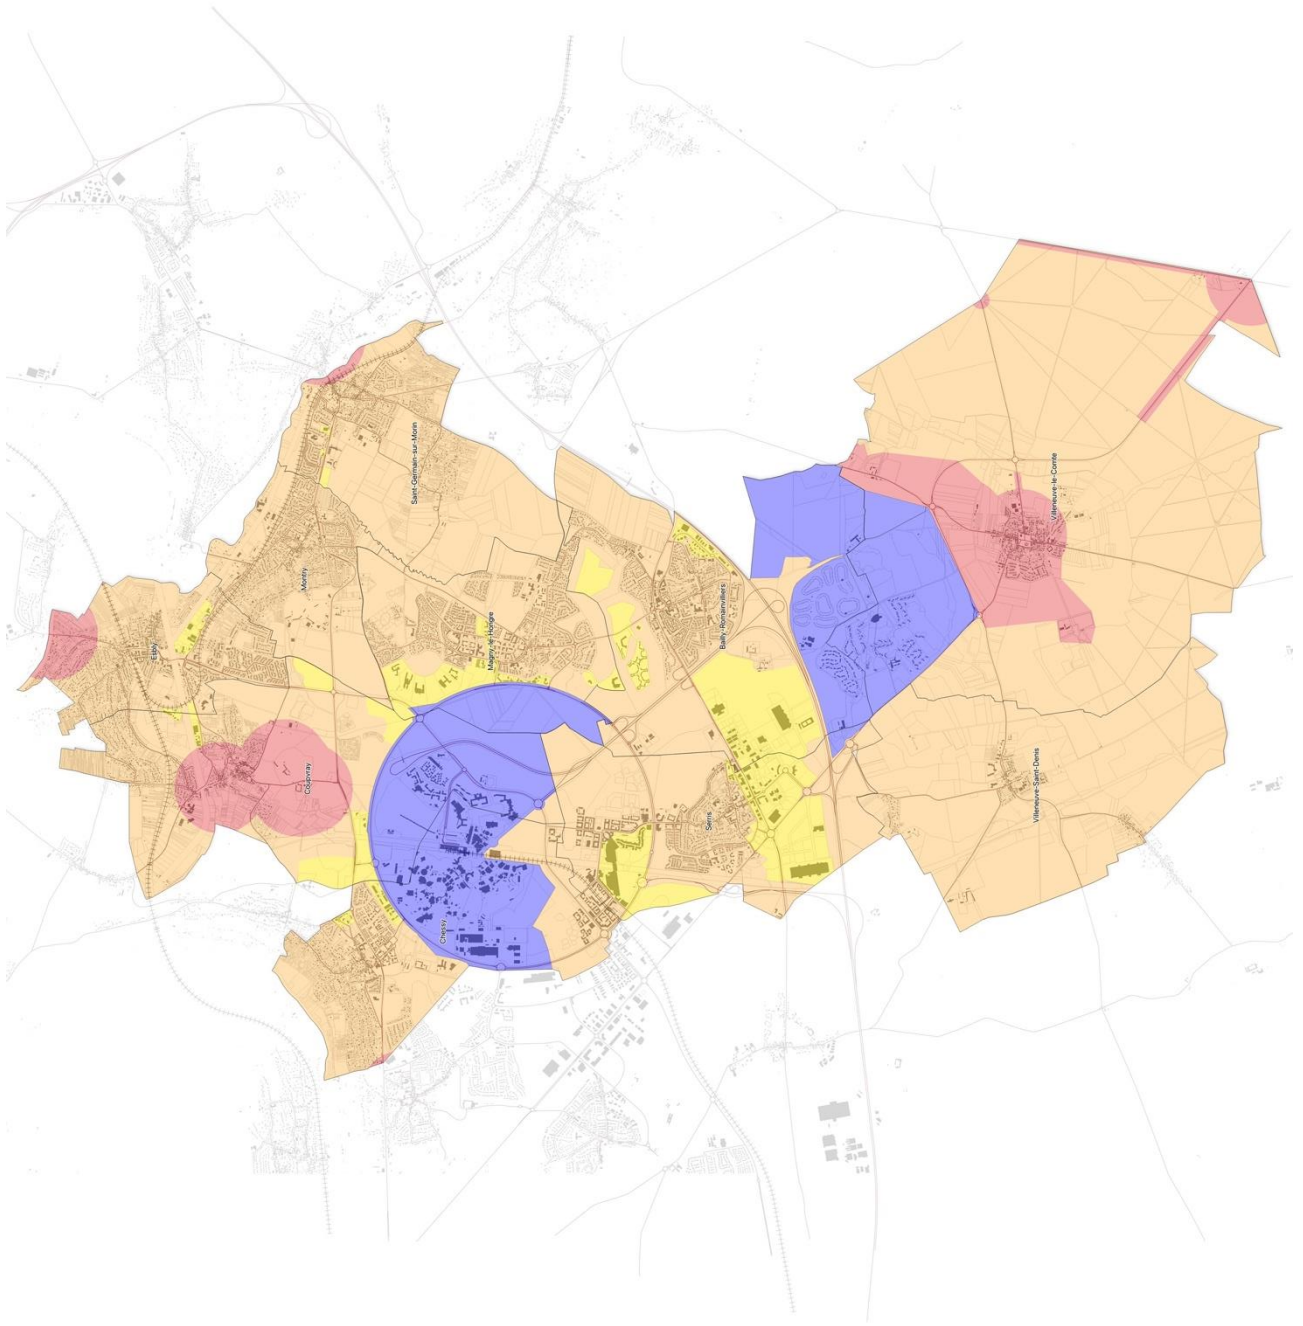 Esbly
Coupvray
Montry
Saint-Germain-sur-Morin
Chessy
Magny-le-Hongre
Bailly-Romainvilliers
Serris
Villeneuve-le-Comte
Villeneuve-Saint-Denis